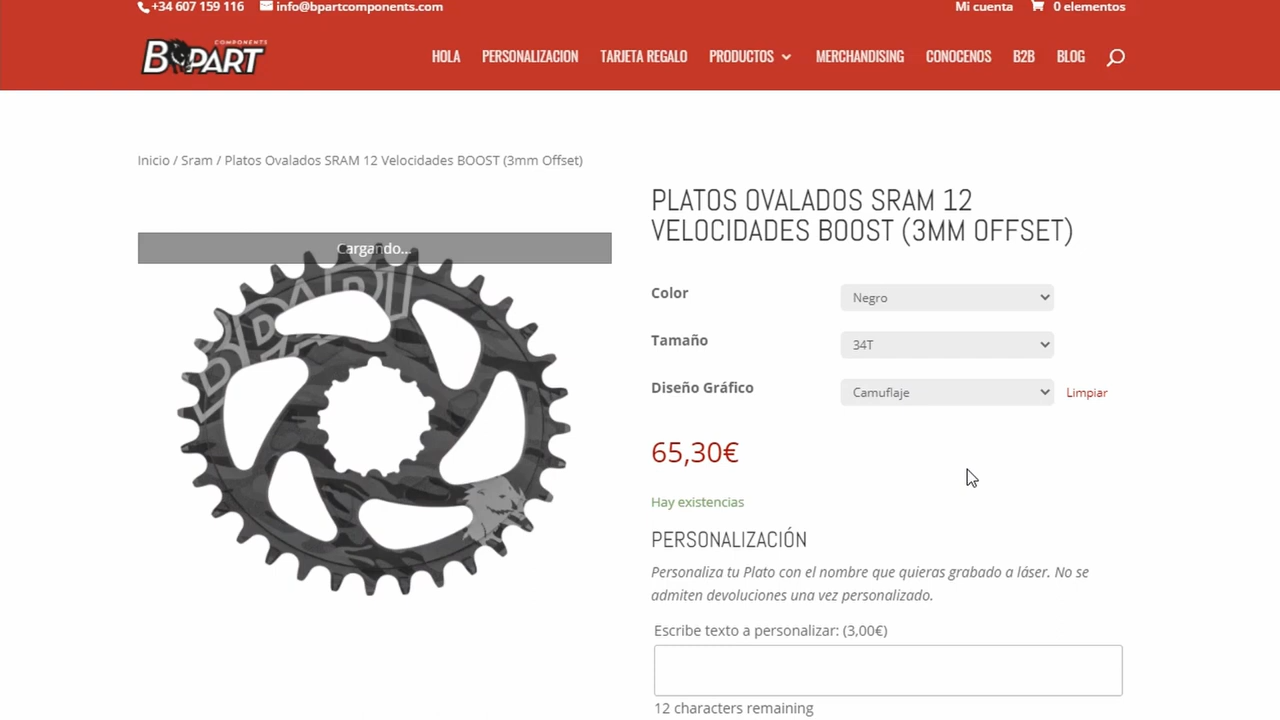 +34 607 159 116 info@bpartcomponents.com Mi cuenta 0 elementos
BPART COMPONENTS HOLA PERSONALIZACION TARJETA REGALO PRODUCTOS MERCHANDISING CONOCENOS B2B BLOG
Inicio / Sram / Platos Ovalados SRAM 12 Velocidades BOOST (3mm Offset)
PLATOS OVALADOS SRAM 12
VELOCIDADES BOOST (3MM OFFSET)
Cargando...
BPART
Color Negro
Tamaño 34T
Diseño Gráfico Camuflaje Limpiar
65,30€
Hay existencias
PERSONALIZACIÓN
Personaliza tu Plato con el nombre que quieras grabado a láser. No se
admiten devoluciones una vez personalizado.
Escribe texto a personalizar: (3,00€)
12 characters remaining